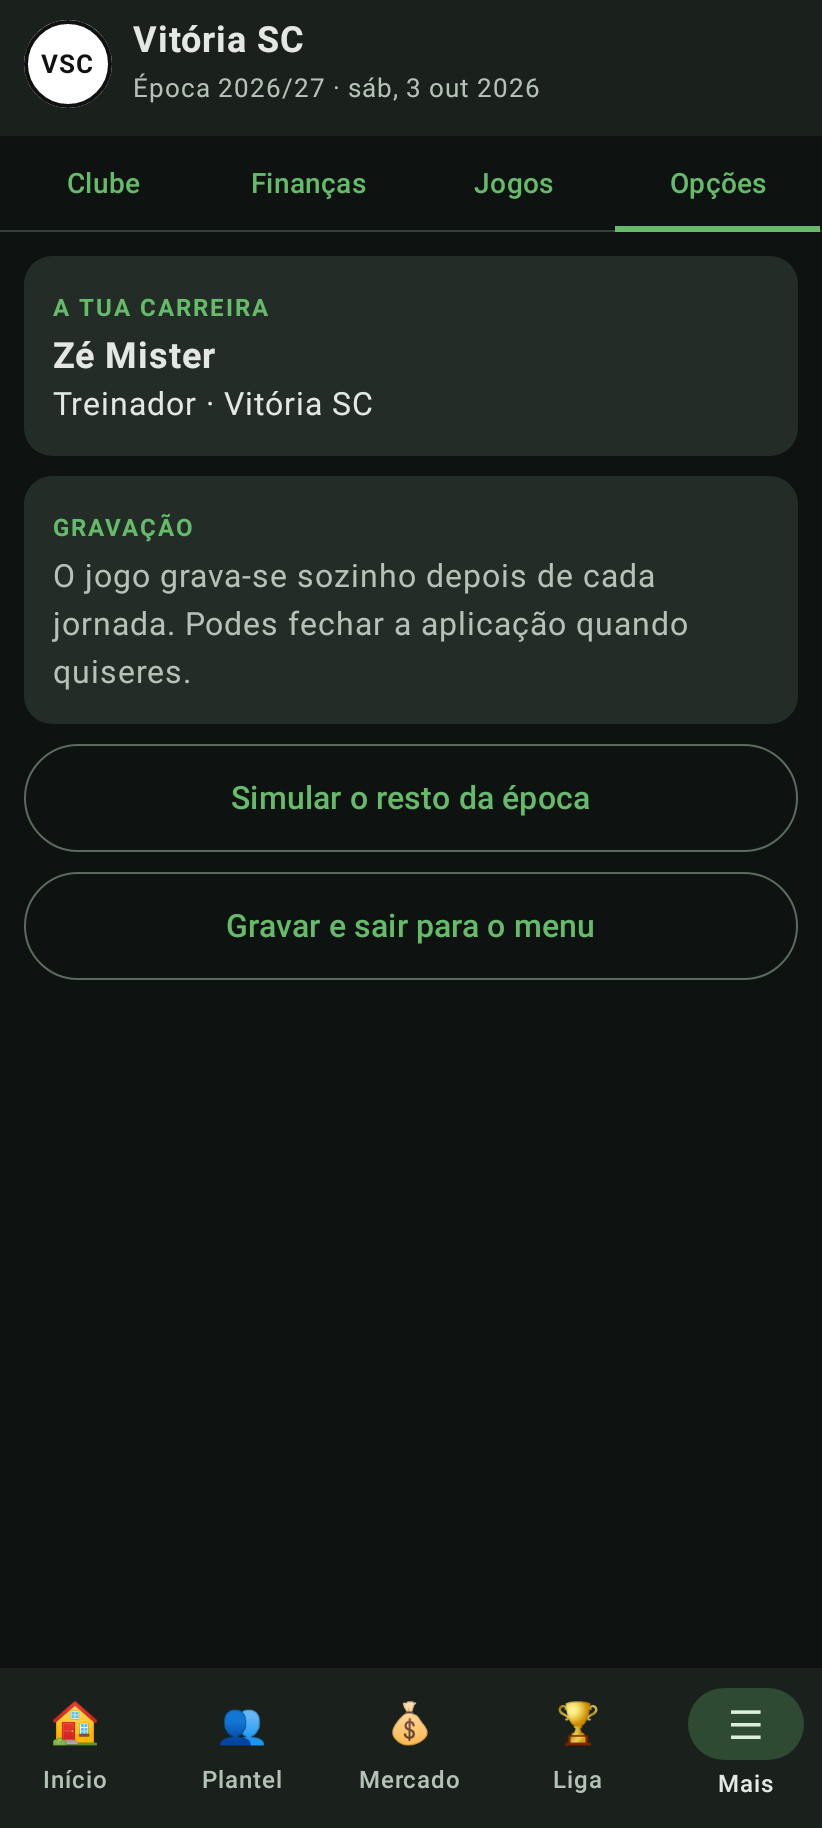 VSC
Vitória SC
Época 2026/27 · sáb, 3 out 2026
Clube
Finanças
Jogos
Opções
A TUA CARREIRA
Zé Mister
Treinador · Vitória SC
GRAVAÇÃO
O jogo grava-se sozinho depois de cada
jornada. Podes fechar a aplicação quando
quiseres.
Simular o resto da época
Gravar e sair para o menu
Início
Plantel
Mercado
Liga
Mais